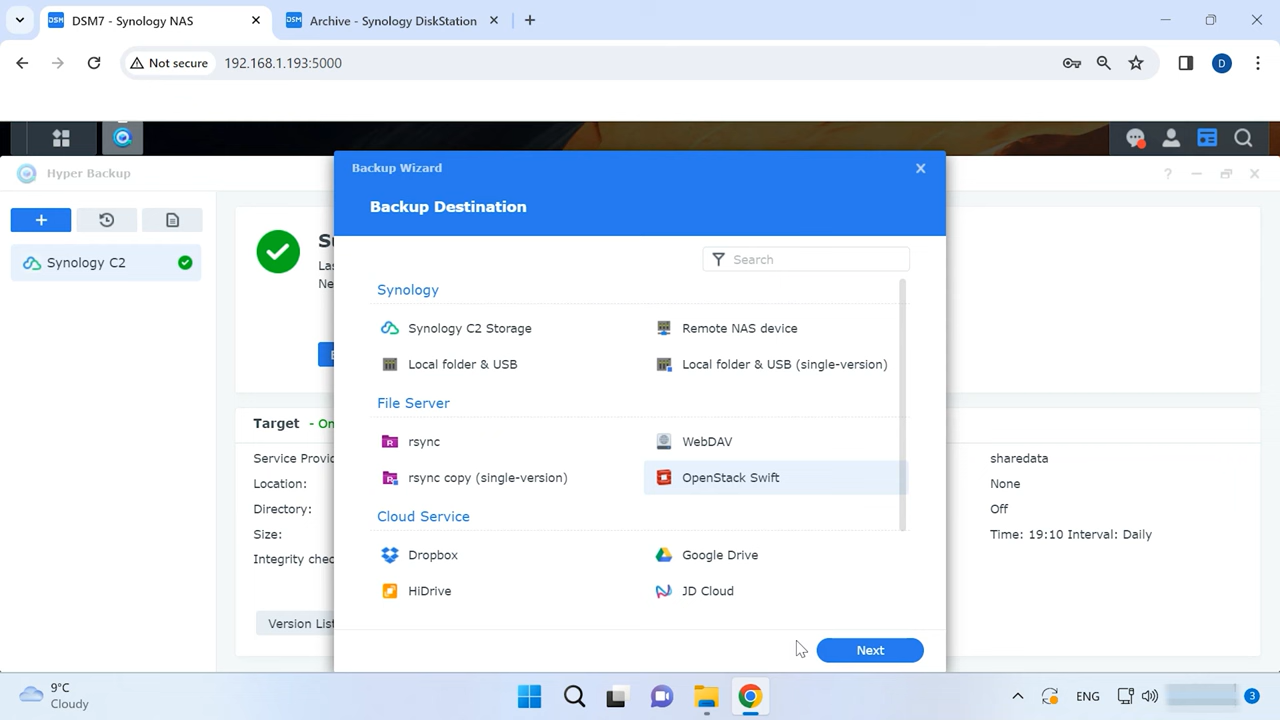 DSM7 - Synology NAS
Archive - Synology DiskStation
Not secure
192.168.1.193:5000
D
Hyper Backup
Synology C2
Target - On
Service Provi
Location:
Directory:
Size:
Integrity chec
Version List
Backup Wizard
Backup Destination
Search
Synology
Synology C2 Storage
Remote NAS device
Local folder & USB
Local folder & USB (single-version)
File Server
rsync
WebDAV
rsync copy (single-version)
OpenStack Swift
Cloud Service
Dropbox
Google Drive
HiDrive
JD Cloud
Next
sharedata
None
Off
Time: 19:10 Interval: Daily
9°C
Cloudy
ENG
3